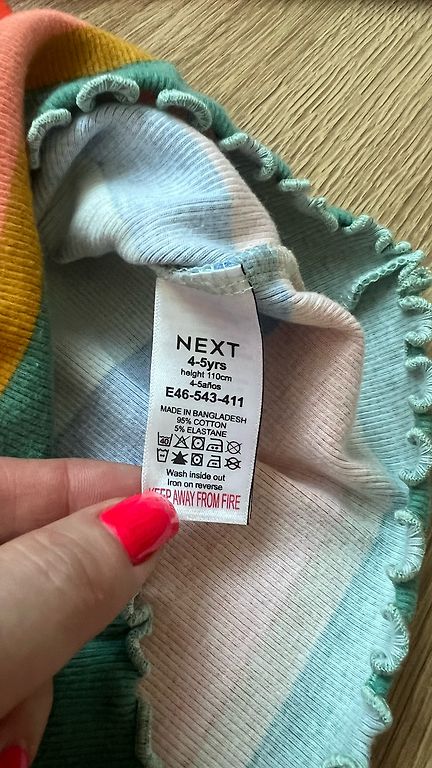 NEXT
4-5yrs
height 110cm
4-5años
E46-543-411
MADE IN BANGLADESH
95% COTTON
5% ELASTANE
40
Wash inside out
Iron on reverse
KEEP AWAY FROM FIRE